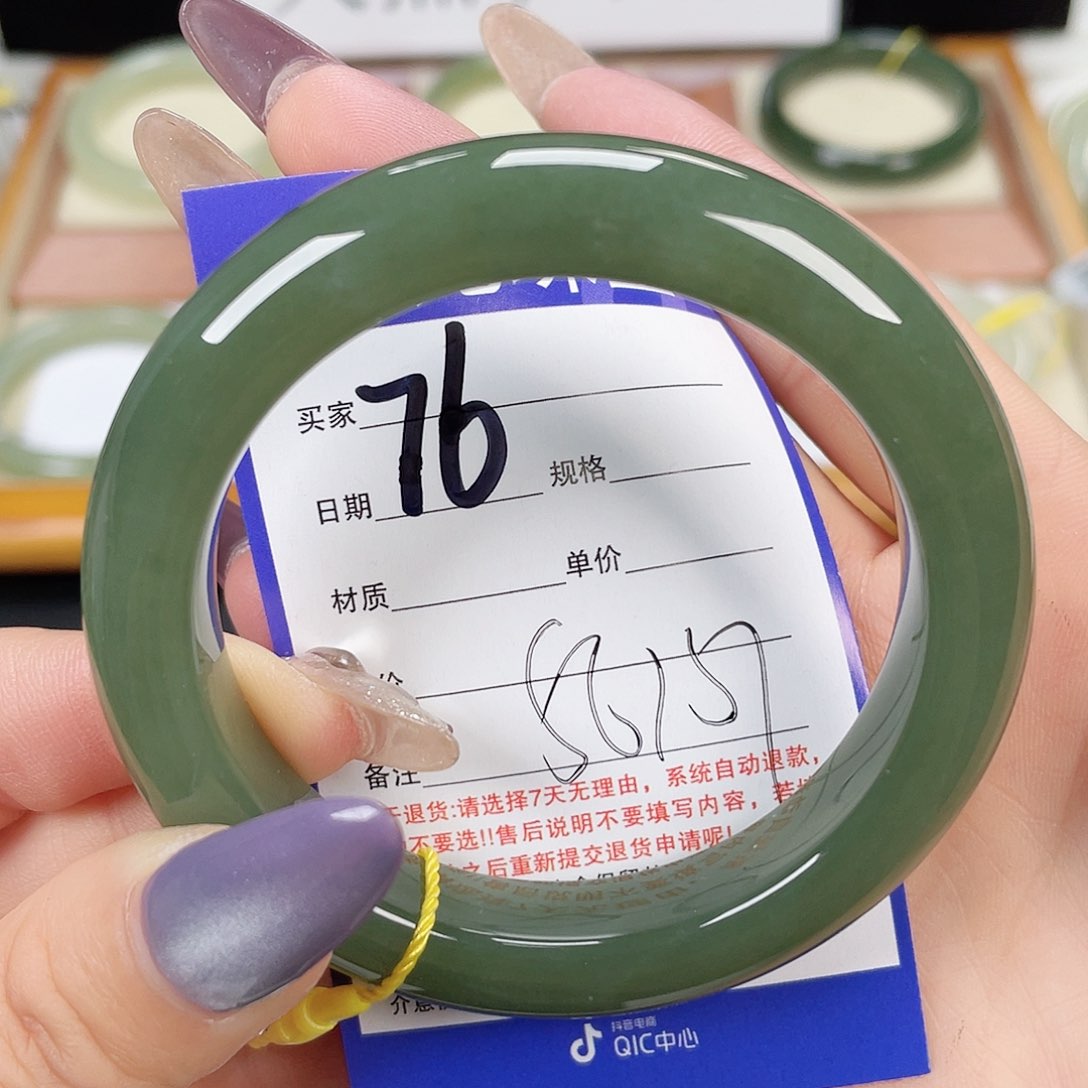 76
买家
日期 规格
材质 单价
价
备注
退货:请选择7天无理由，系统自动退款，
不要选!!售后说明不要填写内容，若
之后重新提交退货申请呢!
抖音电商
QIC中心